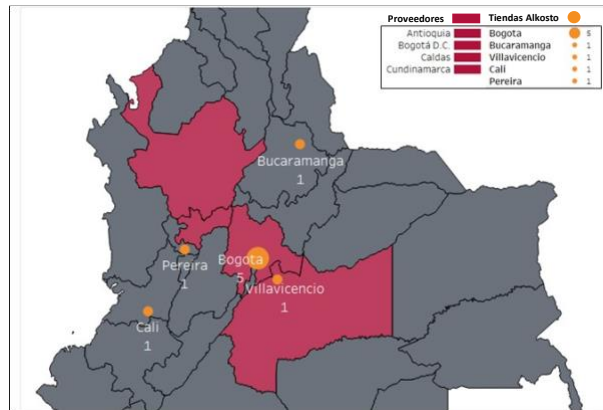 Proveedores Tiendas Alkosto
Antioquia Bogota 5
Bogotá D.C. Bucaramanga 1
Caldas Villavicencio 1
Cundinamarca Cali 1
Pereira 1
Bucaramanga
1
Pereira
1
Bogota
5
Villavicencio
1
Cali
1